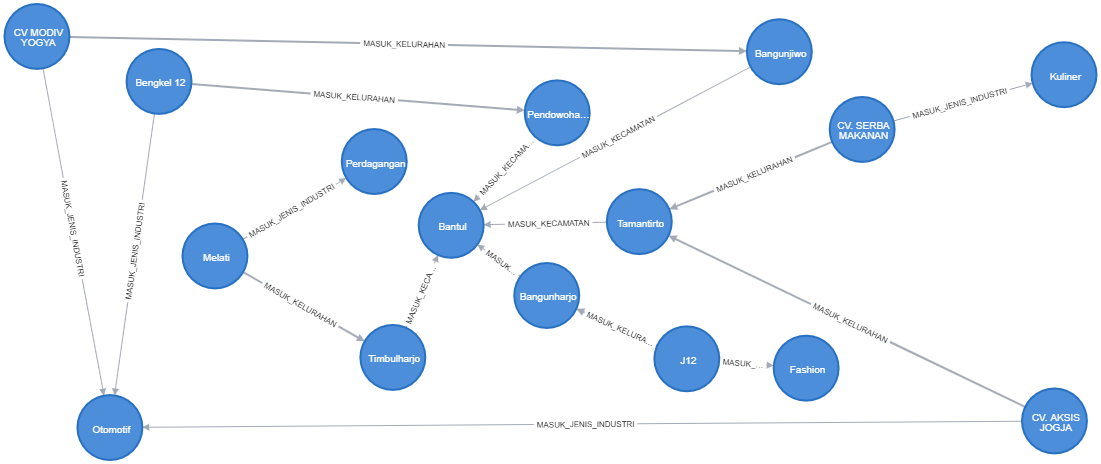 CV MODIV
YOGYA
MASUK_KELURAHAN
Bangunjiwo
Kuliner
Bengkel 12
MASUK_KELURAHAN
Pendowoha...
MASUK_JENIS_INDUSTRI
CV. SERBA
MAKANAN
MASUK_KECAMATAN
Perdagangan
MASUK_KECAMA...
MASUK_KELURAHAN
MASUK_JENIS_INDUSTRI
MASUK_JENIS_INDUSTRI
MASUK_JENIS_INDUSTRI
Bantul
MASUK_KECAMATAN
Tamantirto
Melati
MASUK_...
MASUK_KECA...
Bangunharjo
MASUK_KELURAHAN
MASUK_KELURA...
MASUK_KELURAHAN
Timbulharjo
J12
MASUK_...
Fashion
Otomotif
MASUK_JENIS_INDUSTRI
CV. AKSIS
JOGJA